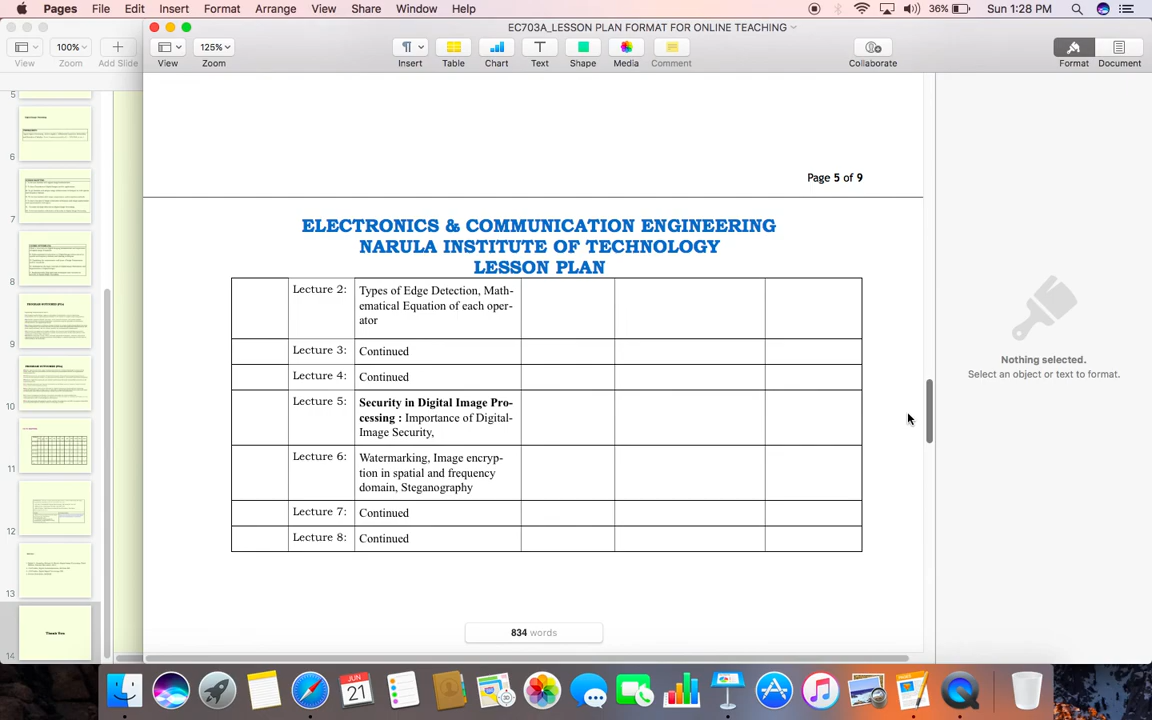 Pages File Edit Insert Format Arrange View Share Window Help 36% Sun 1:28 PM
EC703A_LESSON PLAN FORMAT FOR ONLINE TEACHING
100%
View Zoom Add Slide
125%
View Zoom Insert Table Chart Text Shape Media Comment Collaborate Format Document
5
6
7
8
9
10
11
12
13
14
Thank You
Page 5 of 9
ELECTRONICS & COMMUNICATION ENGINEERING
NARULA INSTITUTE OF TECHNOLOGY
LESSON PLAN
Lecture 2: Types of Edge Detection, Math-
ematical Equation of each oper-
ator
Lecture 3: Continued
Lecture 4: Continued
Lecture 5: Security in Digital Image Pro-
cessing : Importance of Digital-
Image Security,
Lecture 6: Watermarking, Image encryp-
tion in spatial and frequency
domain, Steganography
Lecture 7: Continued
Lecture 8: Continued
834 words
Nothing selected.
Select an object or text to format.
JUN
21